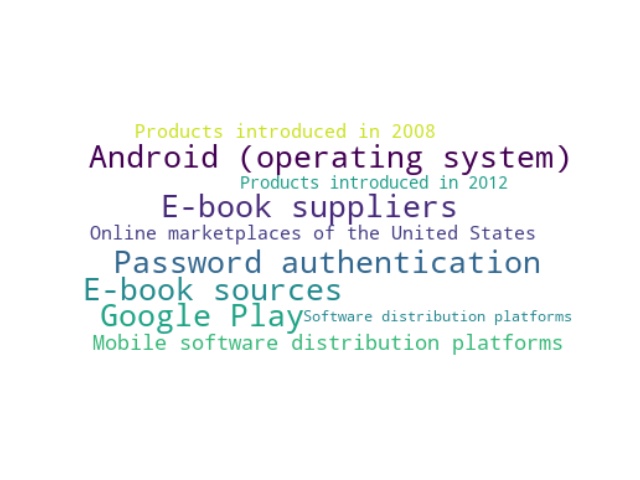 Products introduced in 2008
Android (operating system)
Products introduced in 2012
E-book suppliers
Online marketplaces of the United States
Password authentication
E-book sources
Google Play
Software distribution platforms
Mobile software distribution platforms